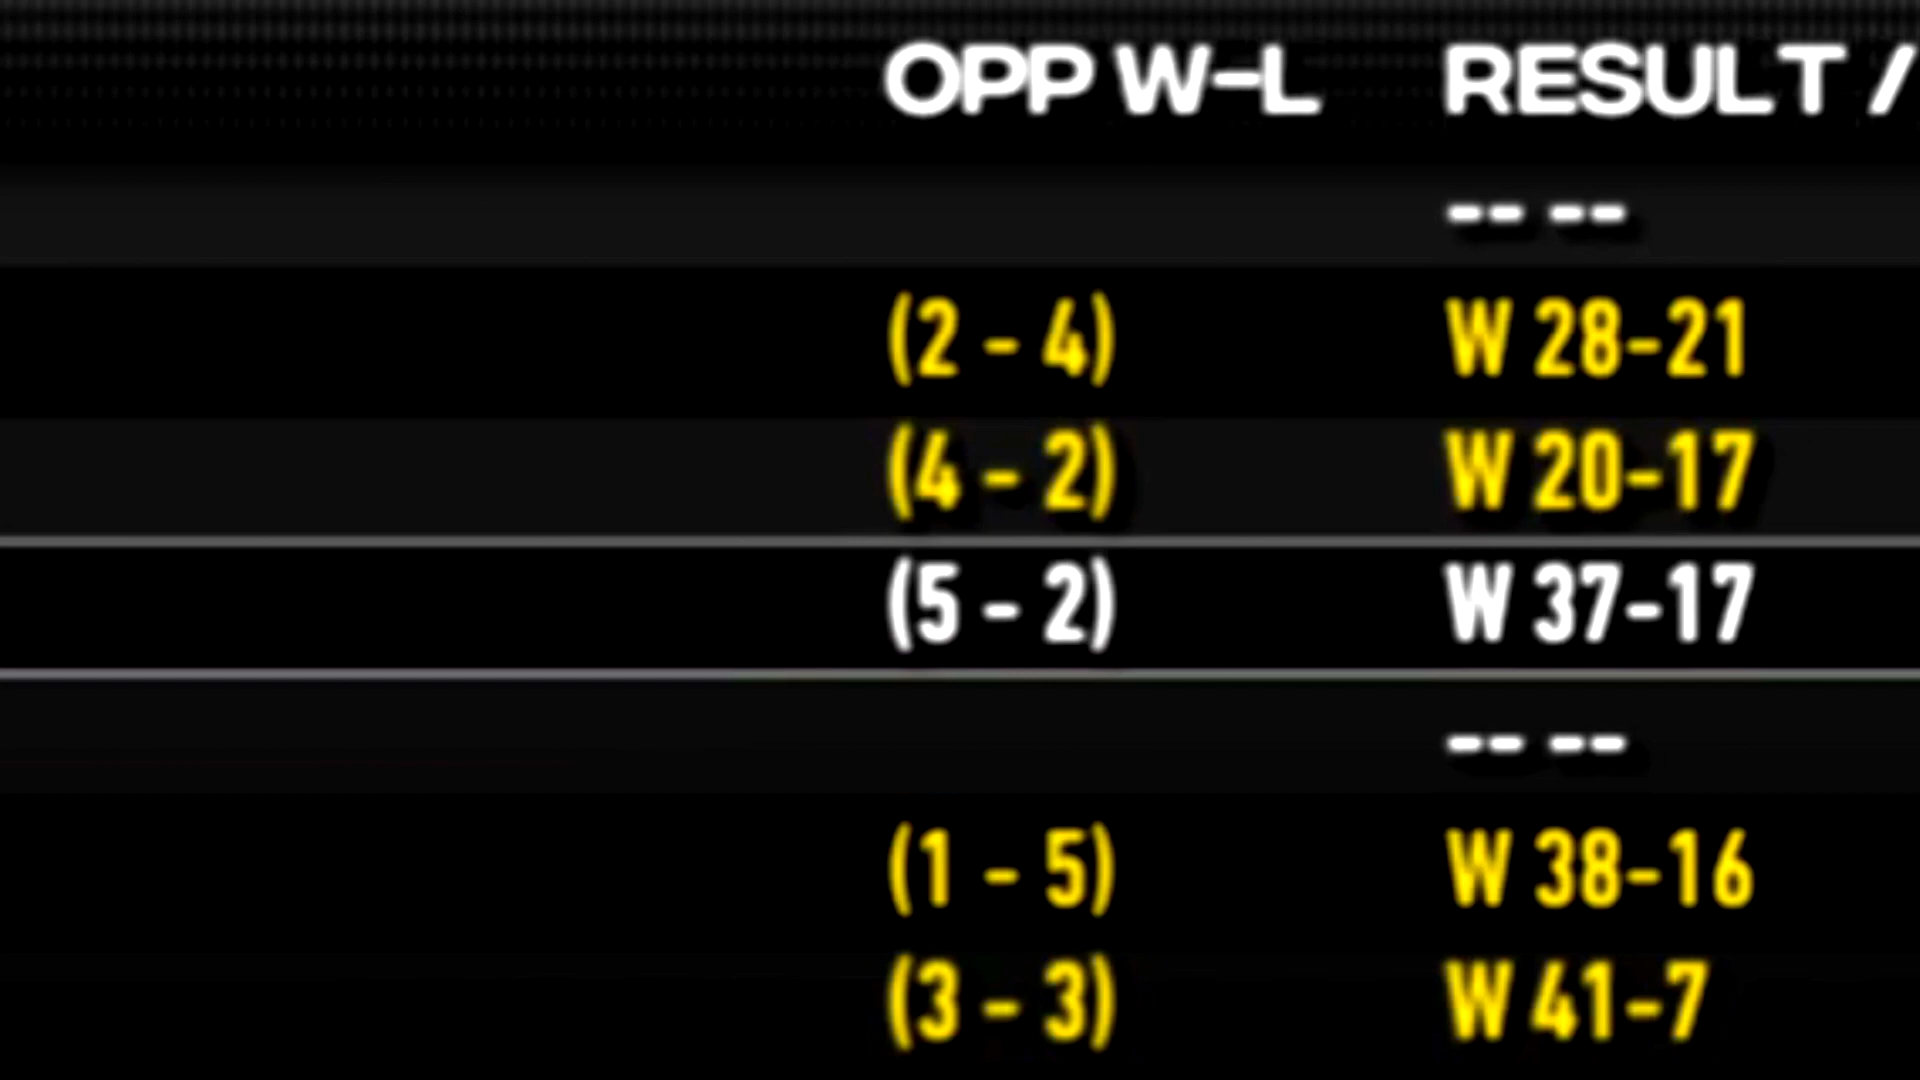 OPP W-L RESULT /
-- --
(2 - 4) W 28-21
(4 - 2) W 20-17
(5 - 2) W 37-17
-- --
(1 - 5) W 38-16
(3 - 3) W 41-7